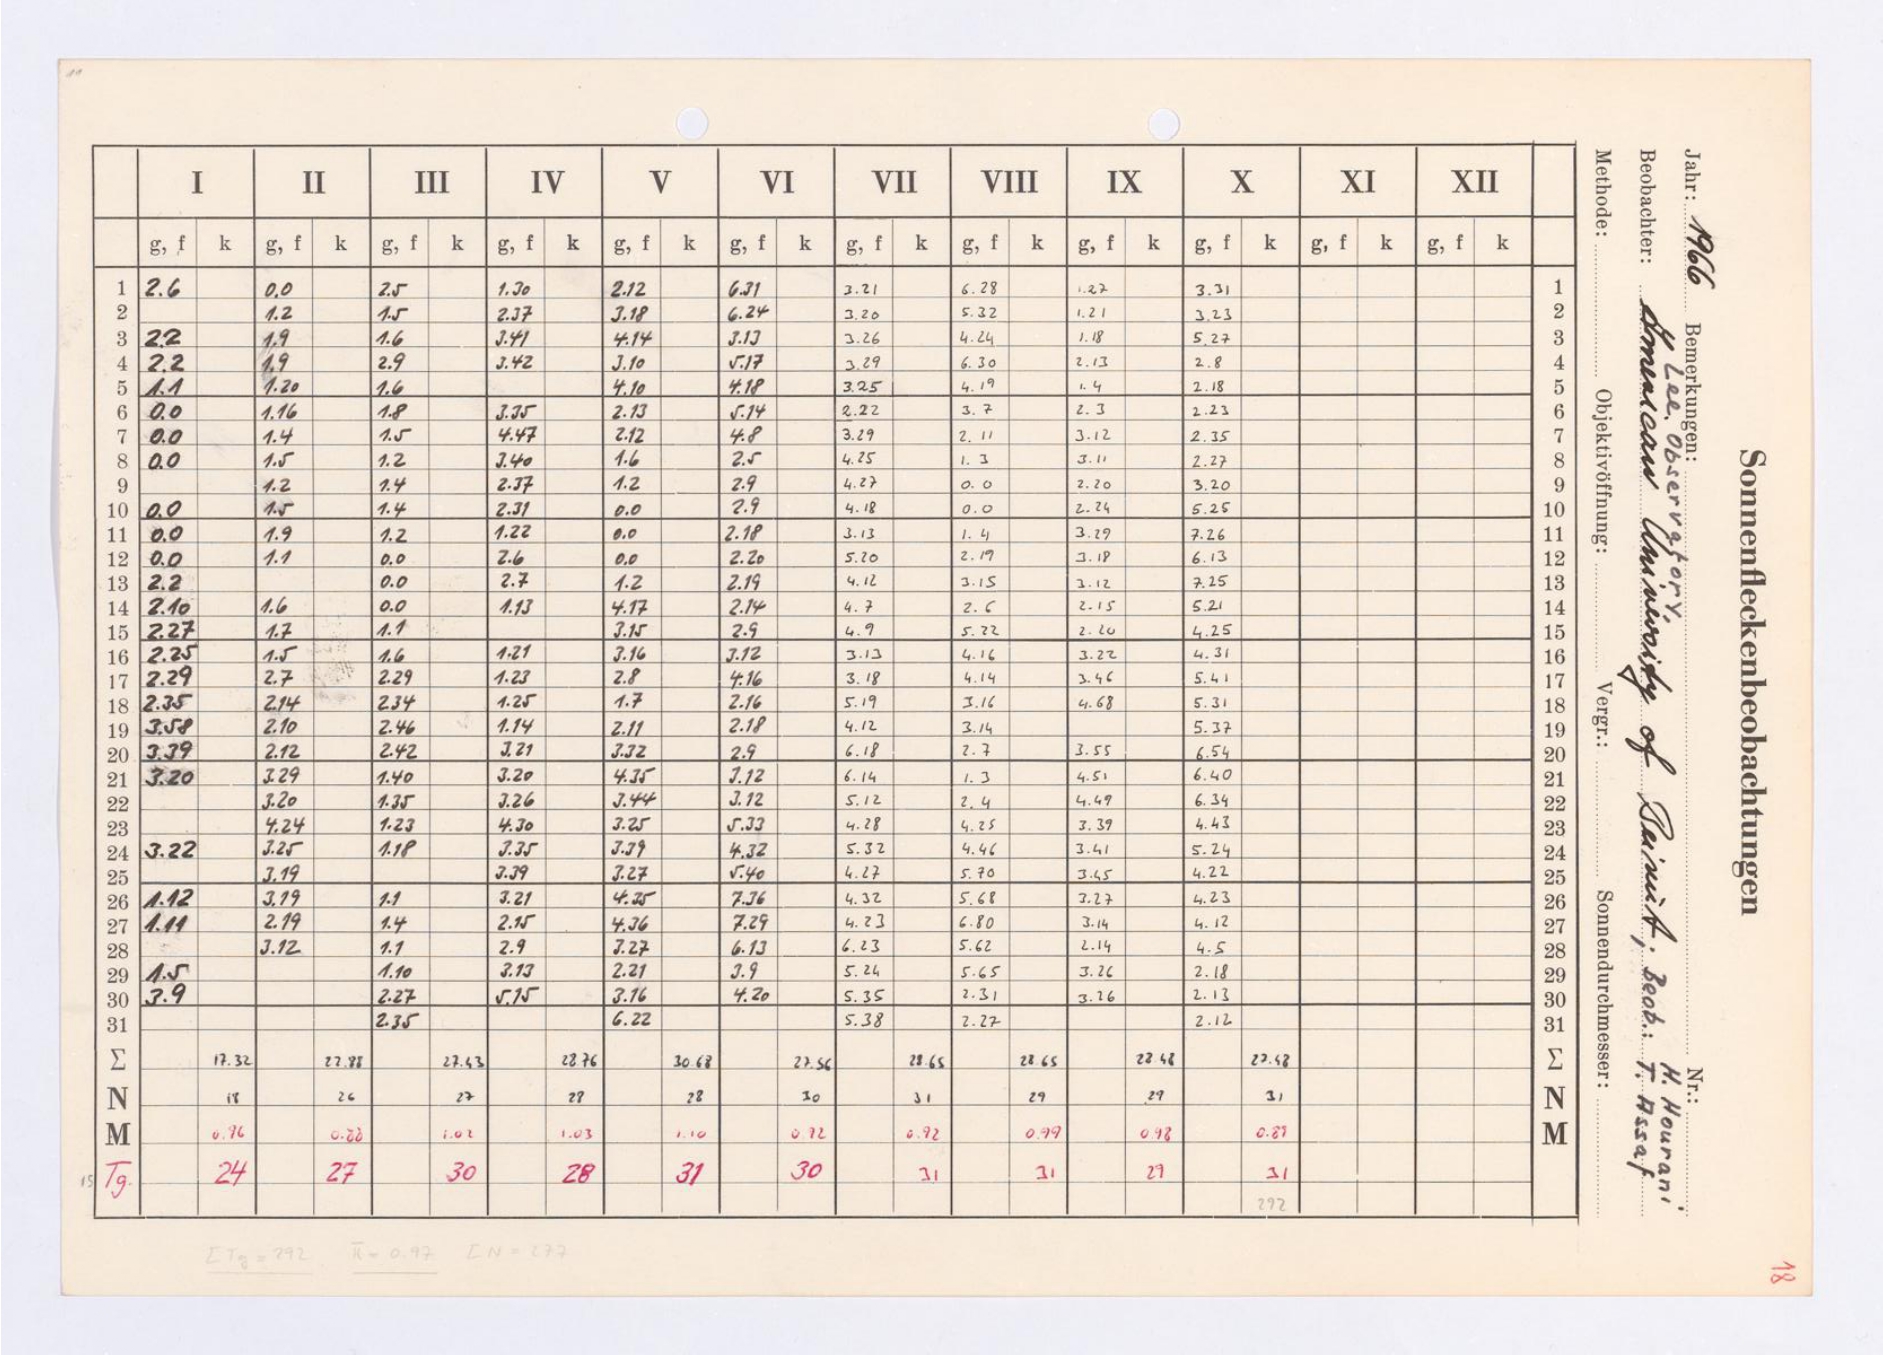 Sonnenfleckenbeobachtungen
Jahr: 1966 Bemerkungen: Nr.:
Lee. Observatory, H. Hourani
Beobachter: American University of Beirut, Beob.: T. Assaf
Methode: Objektivöffnung: Vergr.: Sonnendurchmesser:
I II III IV V VI VII VIII IX X XI XII
g, f k g, f k g, f k g, f k g, f k g, f k g, f k g, f k g, f k g, f k g, f k g, f k
1 2.6 0.0 2.5 1.30 2.12 6.31 3.21 6.28 1.27 3.31 1
2 1.2 1.5 2.37 3.18 6.24 3.20 5.32 1.21 3.23 2
3 2.2 1.9 1.6 3.41 4.14 3.13 3.26 4.24 1.18 5.27 3
4 2.2 1.9 2.9 3.42 3.10 5.17 3.29 6.30 2.13 2.8 4
5 1.1 1.20 1.6 4.10 4.18 3.25 4.19 1.4 2.18 5
6 0.0 1.16 1.8 3.35 2.13 5.14 2.22 3.7 2.3 2.23 6
7 0.0 1.4 1.5 4.47 2.12 4.8 3.29 2.11 3.12 2.35 7
8 0.0 1.5 1.2 3.40 1.6 2.5 4.25 1.3 3.11 2.27 8
9 1.2 1.4 2.37 1.2 2.9 4.27 0.0 2.20 3.20 9
10 0.0 1.5 1.4 2.31 0.0 2.9 4.18 0.0 2.24 5.25 10
11 0.0 1.9 1.2 1.22 0.0 2.18 3.13 1.4 3.29 7.26 11
12 0.0 1.1 0.0 2.6 0.0 2.20 5.20 2.19 3.18 6.13 12
13 2.2 0.0 2.7 1.2 2.19 4.12 3.15 3.12 7.25 13
14 2.10 1.6 0.0 1.13 4.17 2.14 4.7 2.6 2.15 5.21 14
15 2.27 1.7 1.1 3.15 2.9 4.9 5.22 2.20 4.25 15
16 2.25 1.5 1.6 1.21 3.16 3.12 3.13 4.16 3.22 4.31 16
17 2.29 2.7 2.29 1.23 2.8 4.16 3.18 4.14 3.46 5.41 17
18 2.35 2.14 2.34 1.25 1.7 2.16 5.19 3.16 4.68 5.31 18
19 3.58 2.10 2.46 1.14 2.11 2.18 4.12 3.14 5.37 19
20 3.39 2.12 2.42 3.21 3.32 2.9 6.18 2.7 3.55 6.54 20
21 3.20 3.29 1.40 3.20 4.35 3.12 6.14 1.3 4.51 6.40 21
22 3.20 1.35 3.26 3.44 3.12 5.12 2.4 4.49 6.34 22
23 4.24 1.23 4.30 3.25 5.33 4.28 4.25 3.39 4.43 23
24 3.22 3.25 1.18 3.35 3.39 4.32 5.32 4.46 3.41 5.24 24
25 3.19 3.39 3.27 5.40 4.27 5.70 3.45 4.22 25
26 1.12 3.19 1.1 3.21 4.35 7.36 4.32 5.68 3.27 4.23 26
27 1.11 2.19 1.4 2.15 4.36 7.29 4.23 6.80 3.14 4.12 27
28 3.12 1.1 2.9 3.27 6.13 6.23 5.62 2.14 4.5 28
29 1.5 1.10 3.13 2.21 3.9 5.24 5.65 3.26 2.18 29
30 3.9 2.27 5.15 3.16 4.20 5.35 2.31 3.26 2.13 30
31 2.35 6.22 5.38 2.27 2.12 31
Σ 17.32 22.88 27.43 28.76 30.68 27.56 28.65 28.65 28.48 27.48 Σ
N 18 26 27 28 28 30 31 29 29 31 N
M 0.96 0.88 1.02 1.03 1.10 0.92 0.92 0.99 0.98 0.89 M
Tg. 24 27 30 28 31 30 31 31 29 31
292
ΣTg = 292 k̅ = 0.97 ΣN = 277
18